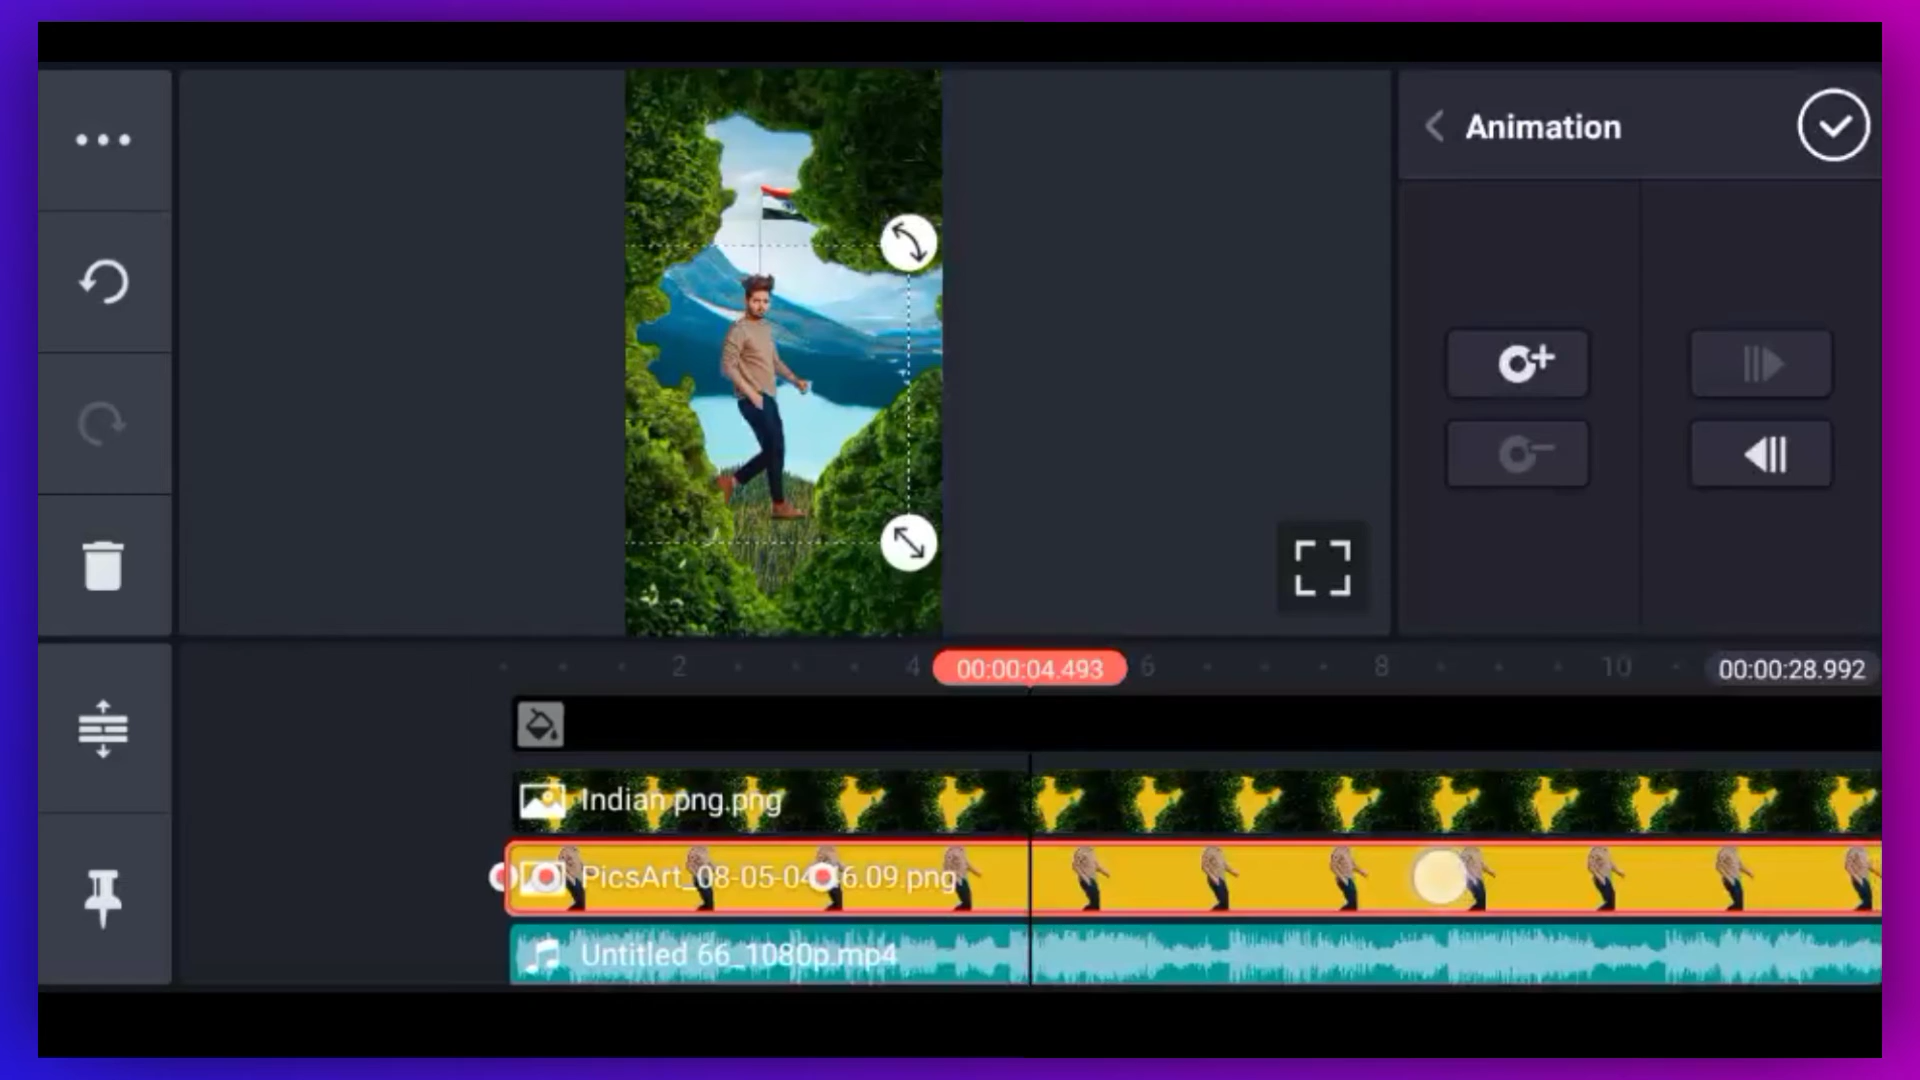 Animation
2
4
00:00:04.493
6
8
10
00:00:28.992
Indian png.png
PicsArt_08-05-04 6.09.png
Untitled 66_1080p.mp4